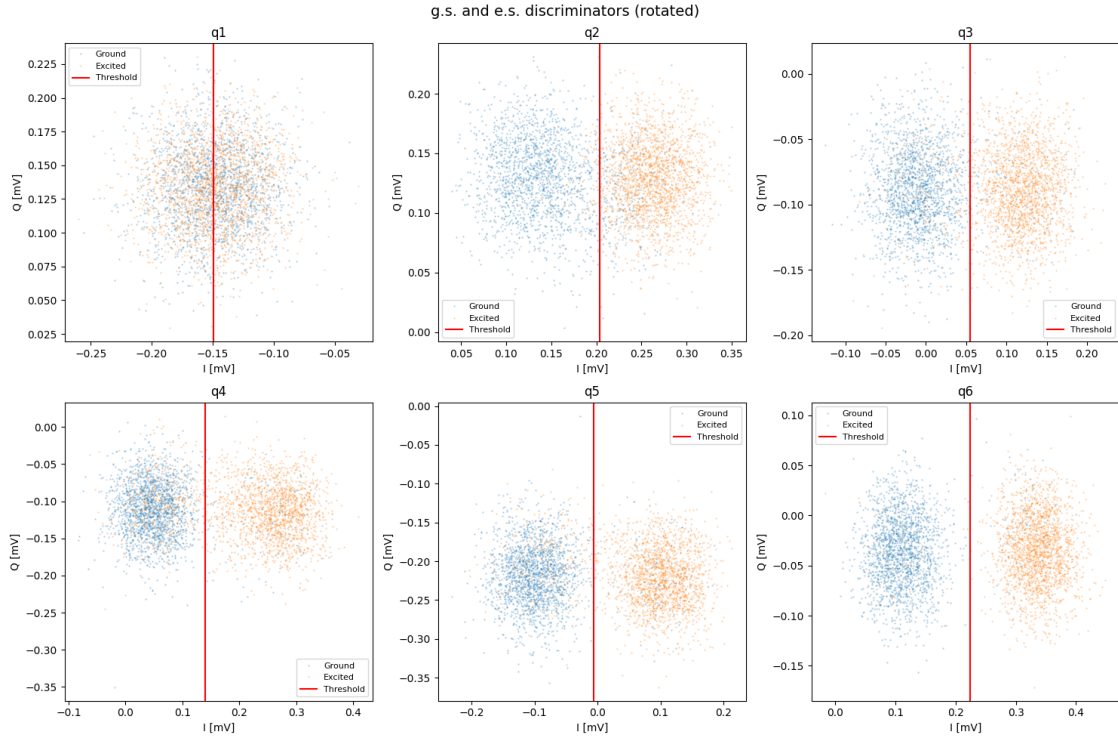 g.s. and e.s. discriminators (rotated)
q1
Ground
Excited
Threshold
0.225
0.200
0.175
0.150
0.125
0.100
0.075
0.050
0.025
Q [mV]
−0.25 −0.20 −0.15 −0.10 −0.05
I [mV]
q2
0.20
0.15
0.10
0.05
0.00
Q [mV]
Ground
Excited
Threshold
0.05 0.10 0.15 0.20 0.25 0.30 0.35
I [mV]
q3
0.00
−0.05
−0.10
−0.15
−0.20
Q [mV]
Ground
Excited
Threshold
−0.10 −0.05 0.00 0.05 0.10 0.15 0.20
I [mV]
q4
0.00
−0.05
−0.10
−0.15
−0.20
−0.25
−0.30
−0.35
Q [mV]
Ground
Excited
Threshold
−0.1 0.0 0.1 0.2 0.3 0.4
I [mV]
q5
Ground
Excited
Threshold
0.00
−0.05
−0.10
−0.15
−0.20
−0.25
−0.30
−0.35
Q [mV]
−0.2 −0.1 0.0 0.1 0.2
I [mV]
q6
Ground
Excited
Threshold
0.10
0.05
0.00
−0.05
−0.10
−0.15
Q [mV]
0.0 0.1 0.2 0.3 0.4
I [mV]